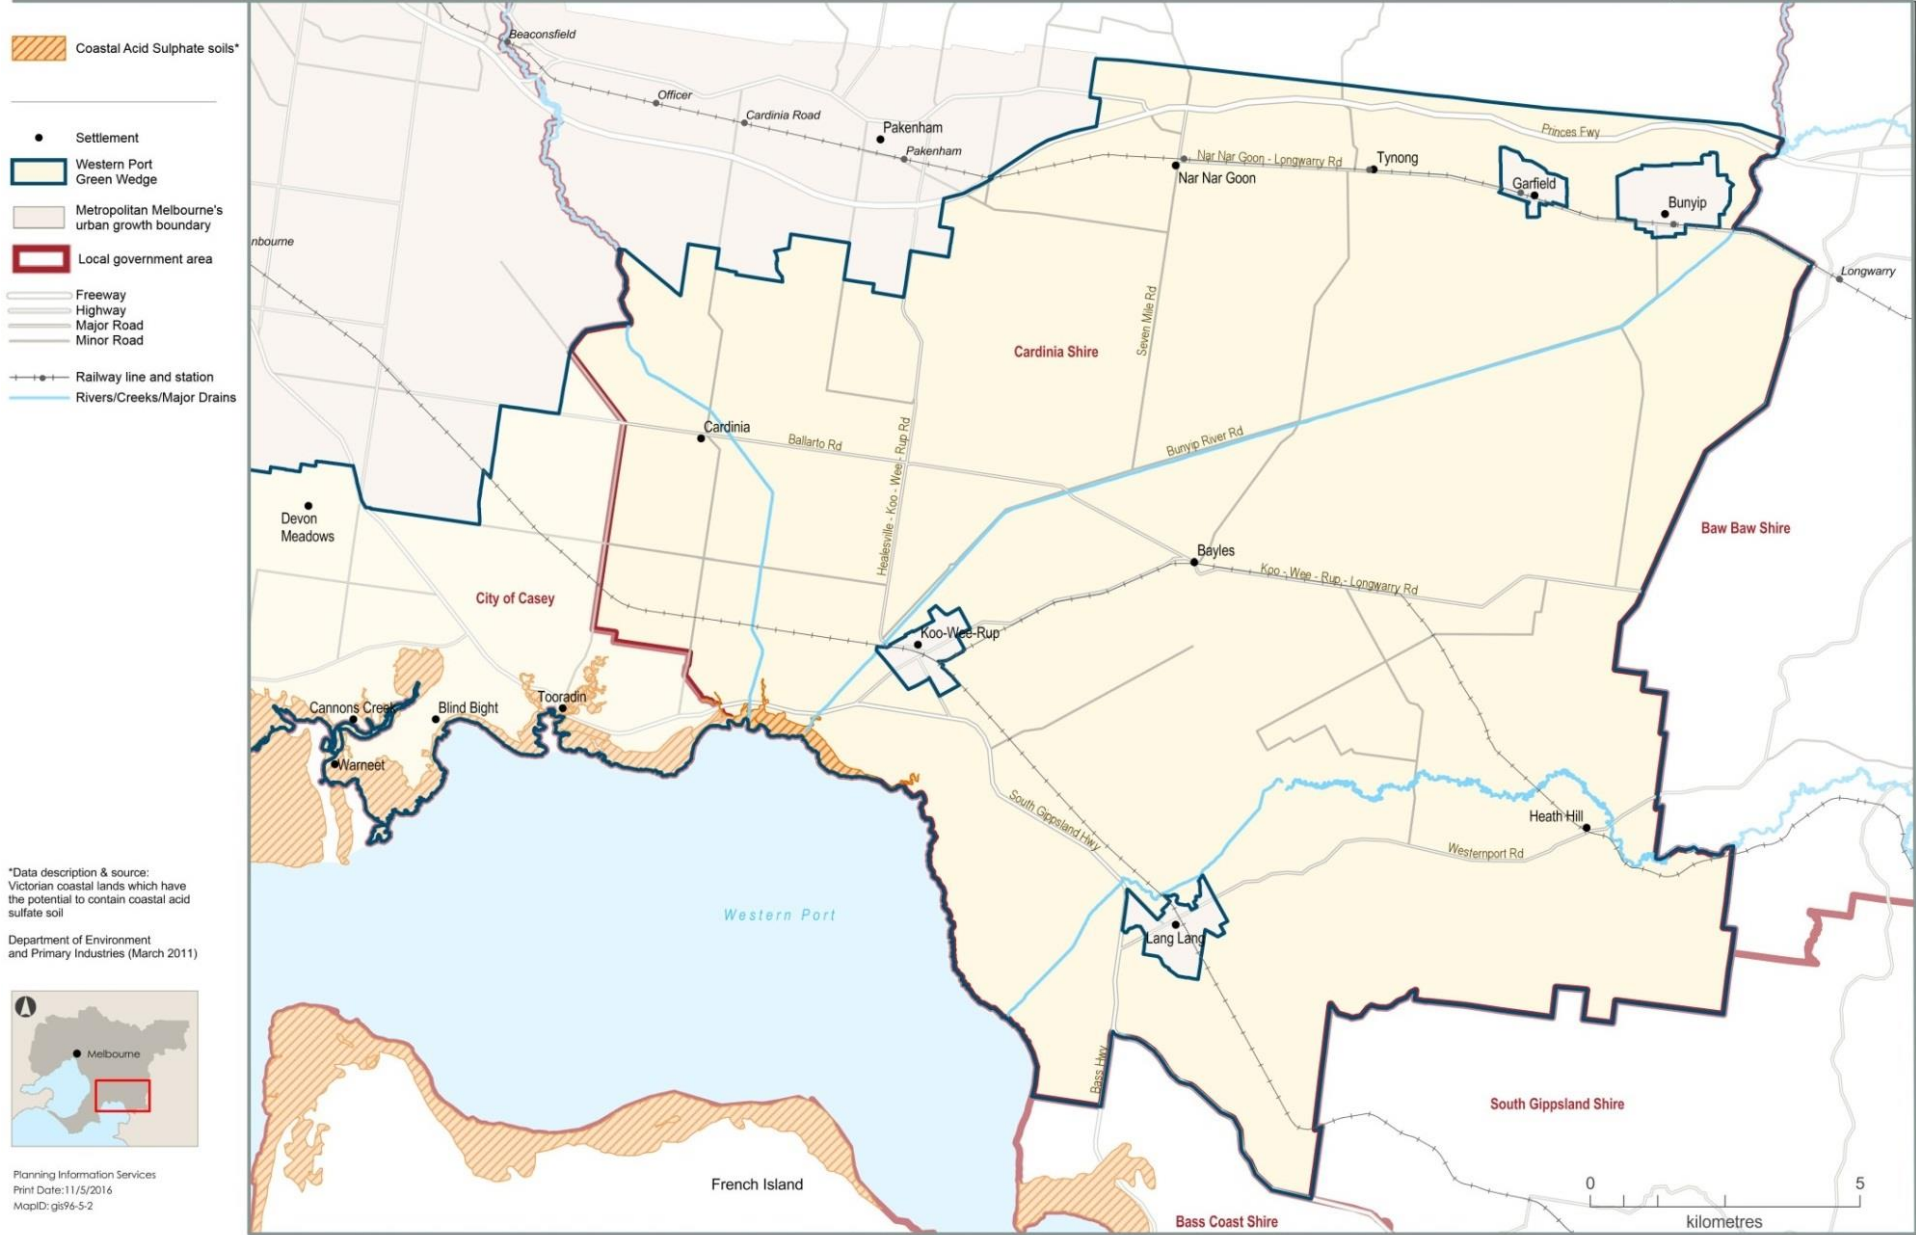 Coastal Acid Sulphate soils*
Settlement
Western Port
Green Wedge
Metropolitan Melbourne's
urban growth boundary
Local government area
Freeway
Highway
Major Road
Minor Road
Railway line and station
Rivers/Creeks/Major Drains
*Data description & source:
Victorian coastal lands which have
the potential to contain coastal acid
sulfate soil
Department of Environment
and Primary Industries (March 2011)
Melbourne
Planning Information Services
Print Date:11/5/2016
MapID: gis96-5-2
Beaconsfield
Officer
Cardinia Road
Pakenham
Pakenham
Princes Fwy
Nar Nar Goon - Longwarry Rd
Tynong
Nar Nar Goon
Garfield
Bunyip
nbourne
Longwarry
Seven Mile Rd
Cardinia Shire
Cardinia
Ballarto Rd
Healesville - Koo - Wee - Rup Rd
Bunyip River Rd
Devon
Meadows
Baw Baw Shire
Bayles
Koo - Wee - Rup - Longwarry Rd
City of Casey
Koo-Wee-Rup
Tooradin
Cannons Creek
Blind Bight
Warneet
South Gippsland Hwy
Heath Hill
Westernport Rd
Western Port
Lang Lang
Bass Hwy
South Gippsland Shire
French Island
Bass Coast Shire
0 5
kilometres